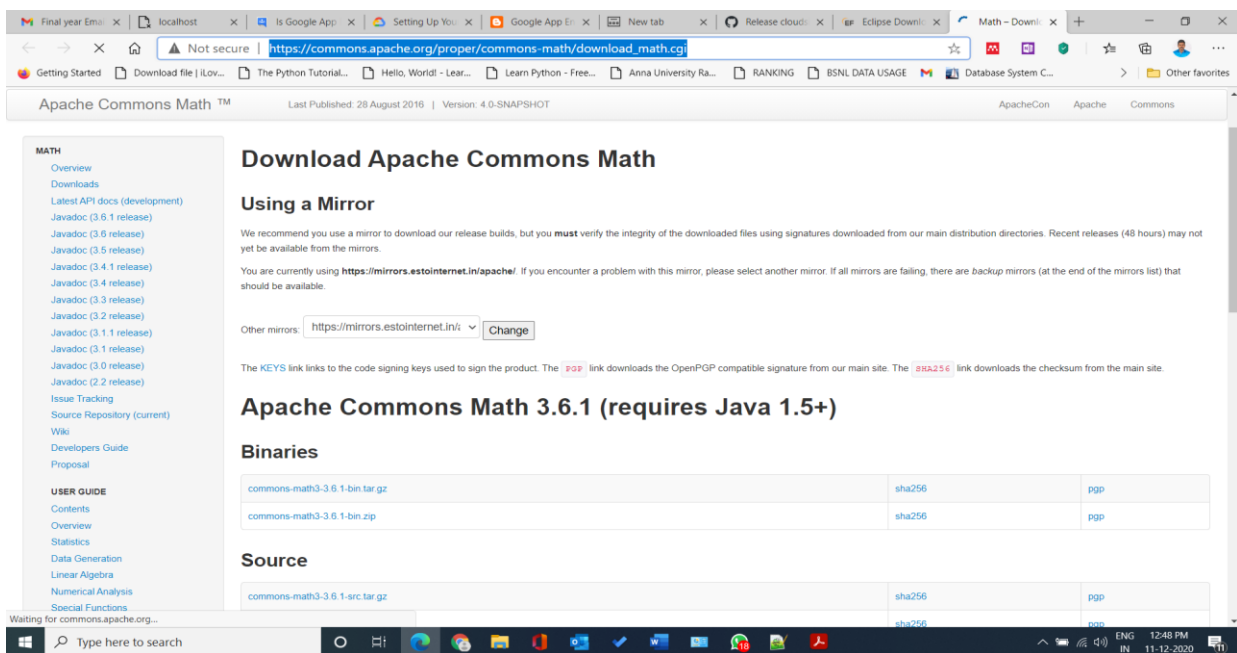 Final year Emai
localhost
Is Google App
Setting Up You
Google App En
New tab
Release clouds
Eclipse Downlo
Math – Downlo
Not secure | https://commons.apache.org/proper/commons-math/download_math.cgi
Getting Started
Download file | iLov...
The Python Tutorial...
Hello, World! - Lear...
Learn Python - Free...
Anna University Ra...
RANKING
BSNL DATA USAGE
Database System C...
Other favorites
Apache Commons Math ™
Last Published: 28 August 2016 | Version: 4.0-SNAPSHOT
ApacheCon
Apache
Commons
MATH
Overview
Downloads
Latest API docs (development)
Javadoc (3.6.1 release)
Javadoc (3.6 release)
Javadoc (3.5 release)
Javadoc (3.4.1 release)
Javadoc (3.4 release)
Javadoc (3.3 release)
Javadoc (3.2 release)
Javadoc (3.1.1 release)
Javadoc (3.1 release)
Javadoc (3.0 release)
Javadoc (2.2 release)
Issue Tracking
Source Repository (current)
Wiki
Developers Guide
Proposal
USER GUIDE
Contents
Overview
Statistics
Data Generation
Linear Algebra
Numerical Analysis
Special Functions
Download Apache Commons Math
Using a Mirror
We recommend you use a mirror to download our release builds, but you must verify the integrity of the downloaded files using signatures downloaded from our main distribution directories. Recent releases (48 hours) may not
yet be available from the mirrors.
You are currently using https://mirrors.estointernet.in/apache/. If you encounter a problem with this mirror, please select another mirror. If all mirrors are failing, there are backup mirrors (at the end of the mirrors list) that
should be available.
Other mirrors: https://mirrors.estointernet.in/a Change
The KEYS link links to the code signing keys used to sign the product. The PGP link downloads the OpenPGP compatible signature from our main site. The SHA256 link downloads the checksum from the main site.
Apache Commons Math 3.6.1 (requires Java 1.5+)
Binaries
commons-math3-3.6.1-bin.tar.gz sha256 pgp
commons-math3-3.6.1-bin.zip sha256 pgp
Source
commons-math3-3.6.1-src.tar.gz sha256 pgp
sha256 pgp
Waiting for commons.apache.org...
Type here to search
18
ENG
IN
12:48 PM
11-12-2020